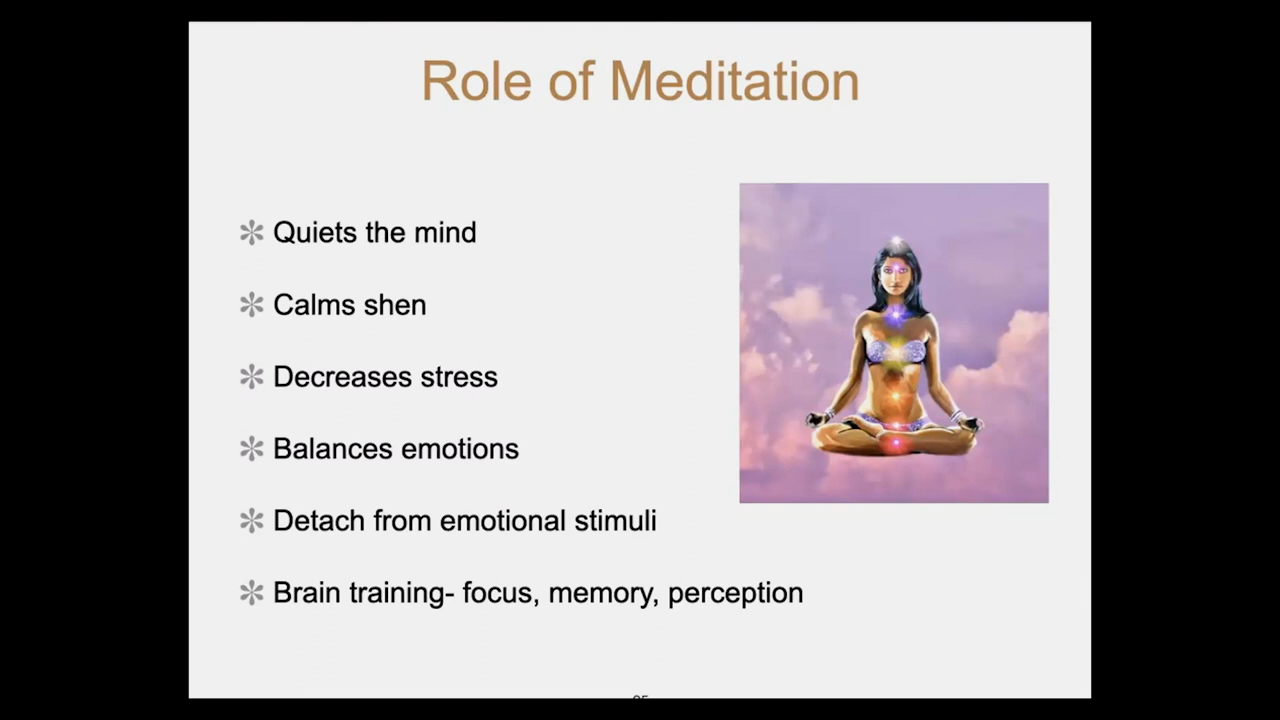 Role of Meditation
Quiets the mind
Calms shen
Decreases stress
Balances emotions
Detach from emotional stimuli
Brain training- focus, memory, perception